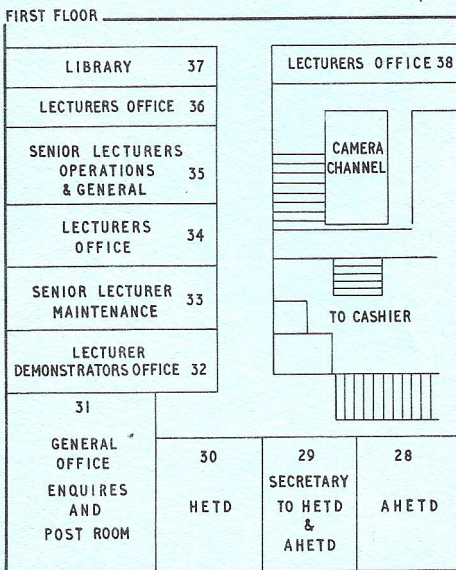 FIRST FLOOR
LIBRARY 37
LECTURERS OFFICE 36
SENIOR LECTURERS
OPERATIONS 35
& GENERAL
LECTURERS
OFFICE 34
SENIOR LECTURER
MAINTENANCE 33
LECTURER
DEMONSTRATORS OFFICE 32
31
GENERAL
OFFICE
ENQUIRES
AND
POST ROOM
LECTURERS OFFICE 38
CAMERA
CHANNEL
TO CASHIER
30
HETD
29
SECRETARY
TO HETD
&
AHETD
28
AHETD